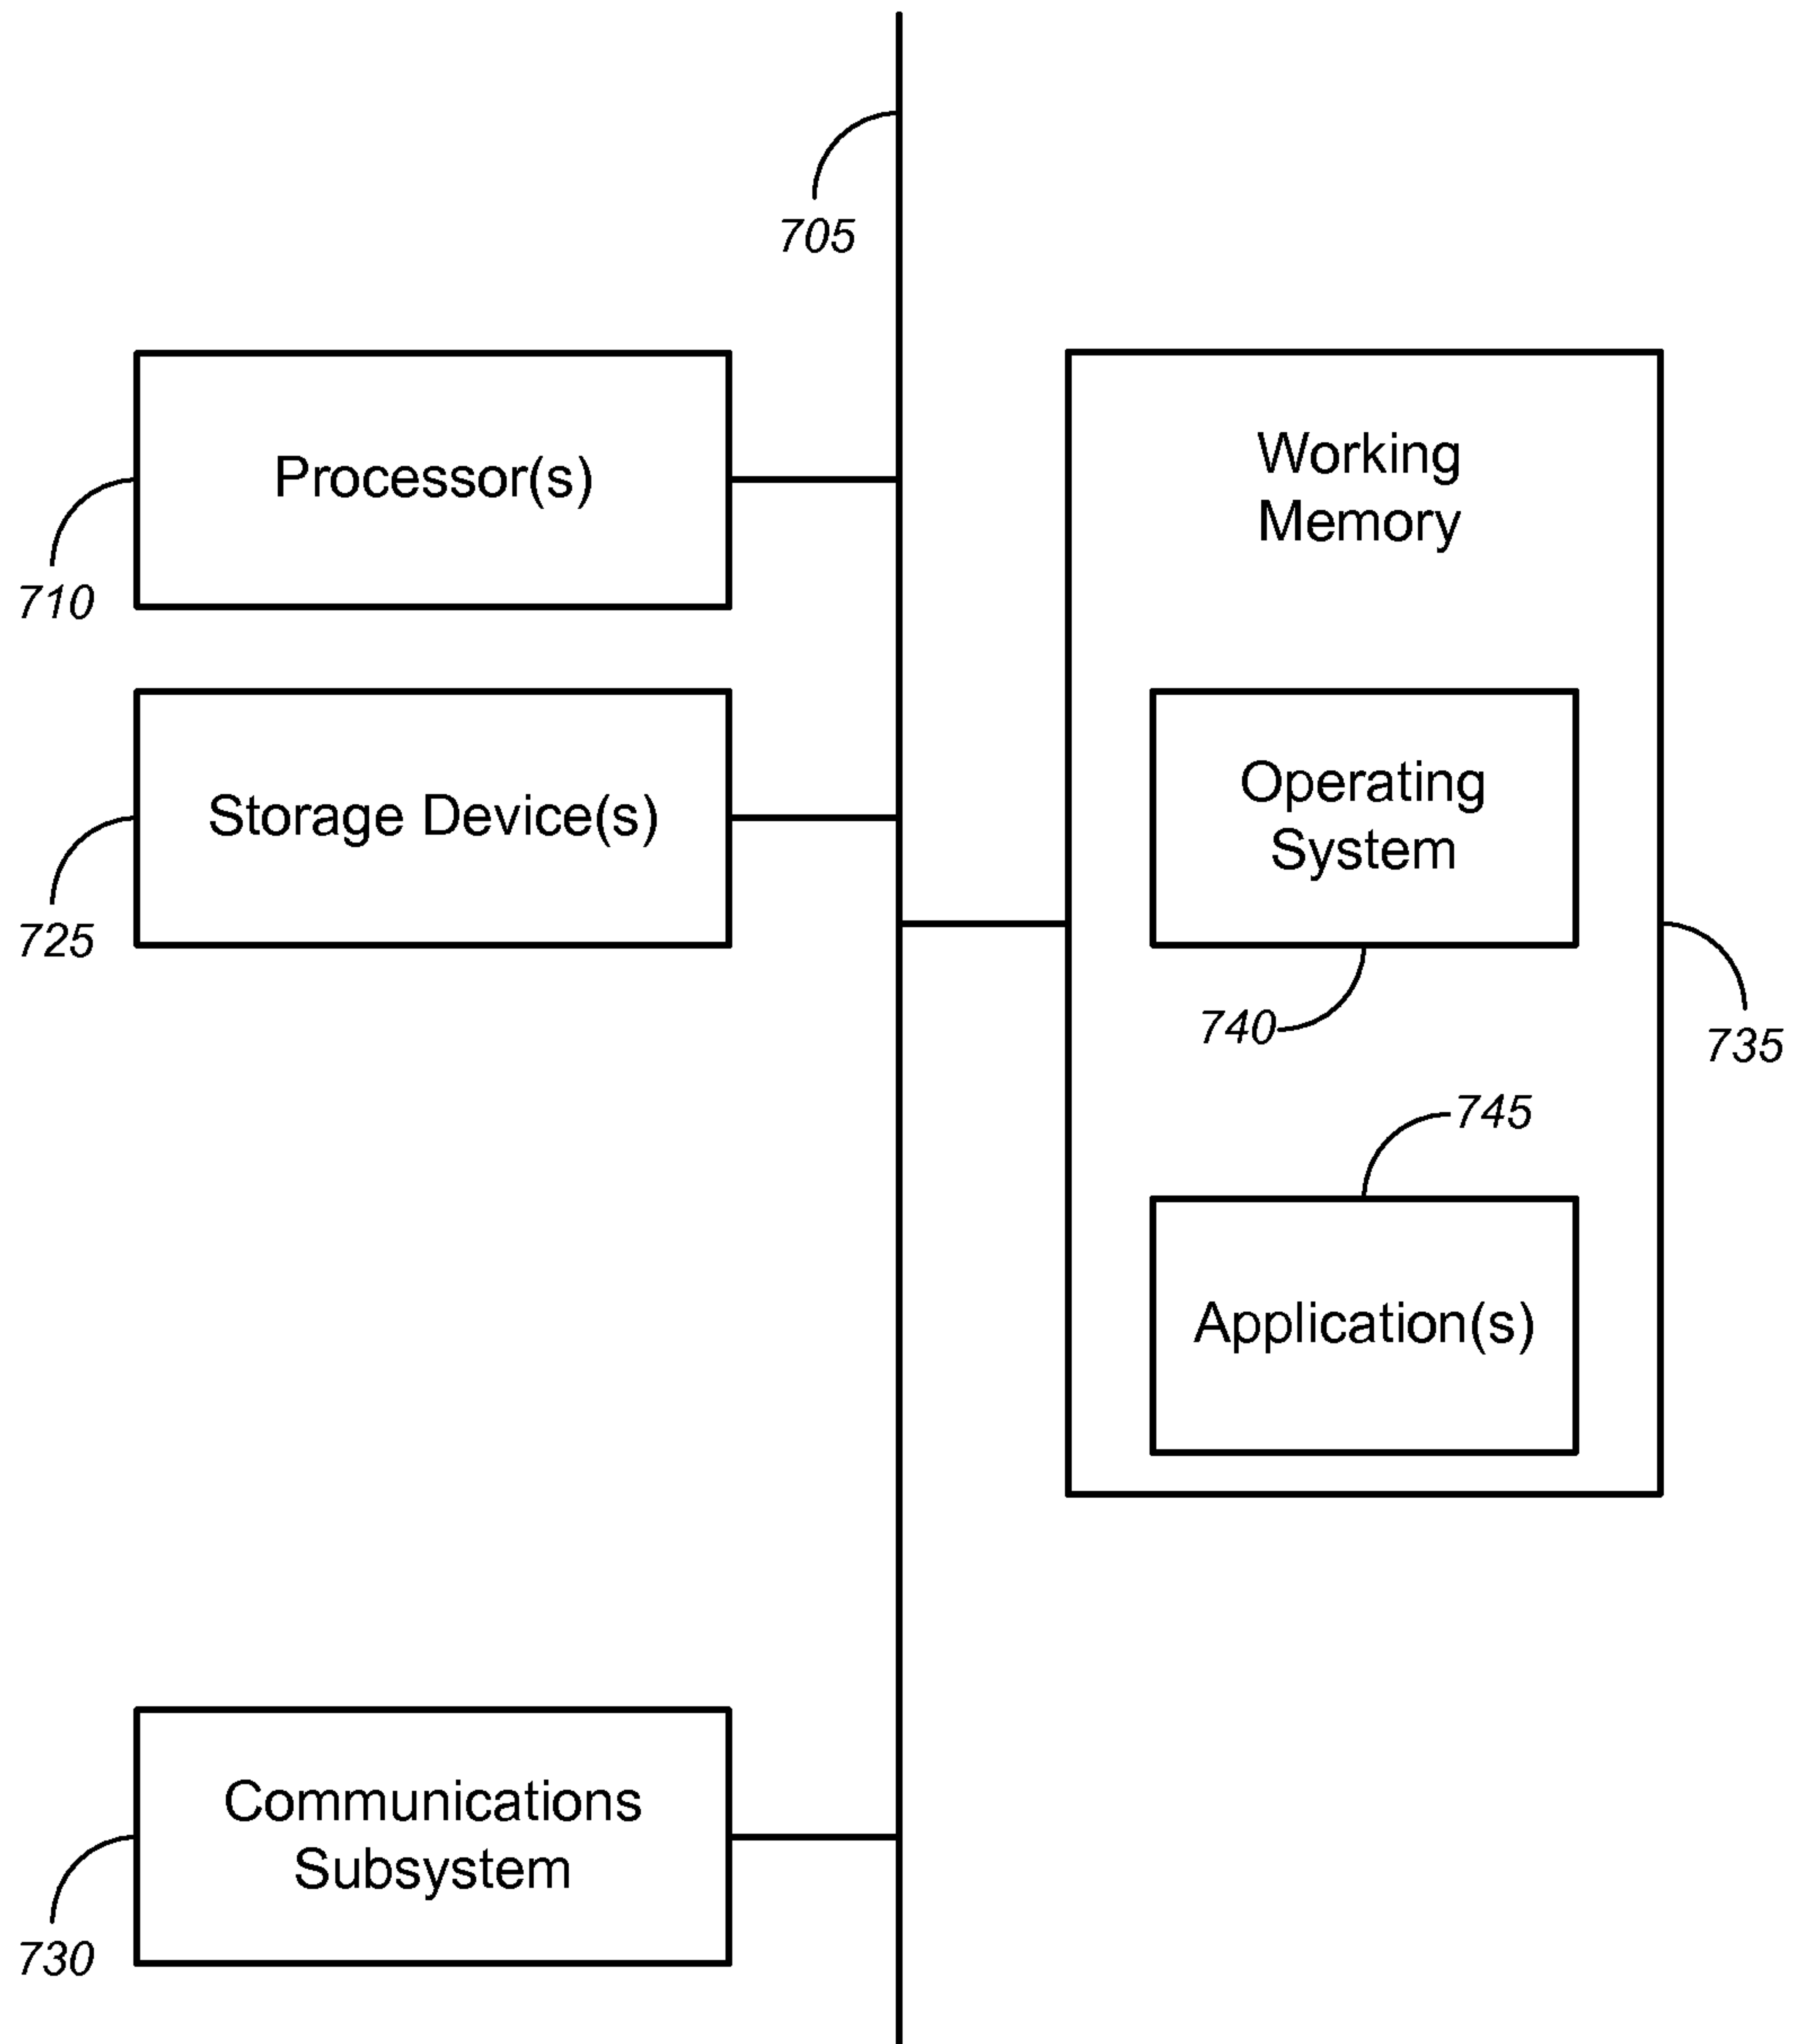 705
Processor(s)
710
Storage Device(s)
725
Working
Memory
Operating
System
740
735
745
Application(s)
Communications
Subsystem
730